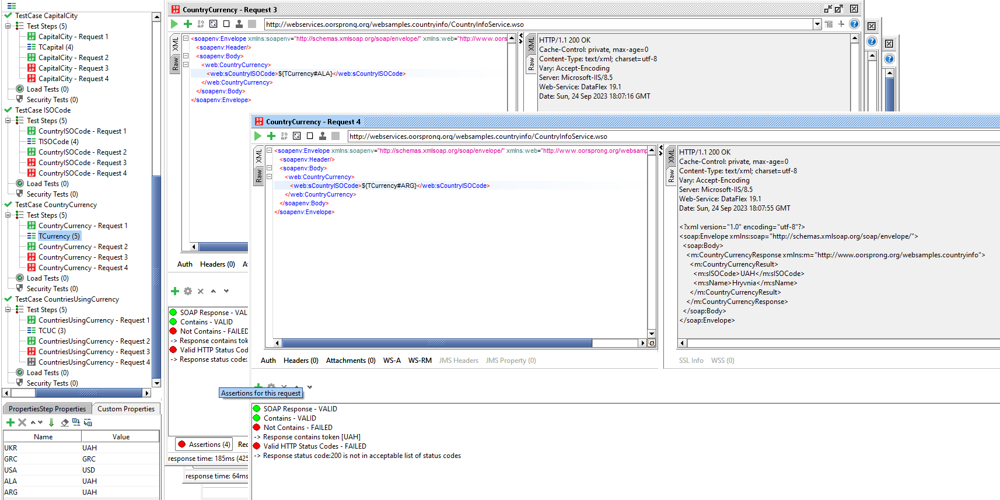 TestCase CapitalCity
Test Steps (5)
CapitalCity - Request 1
TCapital (4)
CapitalCity - Request 2
CapitalCity - Request 3
CapitalCity - Request 4
Load Tests (0)
Security Tests (0)
TestCase ISOCode
Test Steps (5)
CountryISOCode - Request 1
TISOCode (4)
CountryISOCode - Request 2
CountryISOCode - Request 3
CountryISOCode - Request 4
Load Tests (0)
Security Tests (0)
TestCase CountryCurrency
Test Steps (5)
CountryCurrency - Request 1
TCurrency (5)
CountryCurrency - Request 2
CountryCurrency - Request 3
CountryCurrency - Request 4
Load Tests (0)
Security Tests (0)
TestCase CountriesUsingCurrency
Test Steps (5)
CountriesUsingCurrency - Request 1
TCUC (3)
CountriesUsingCurrency - Request 2
CountriesUsingCurrency - Request 3
CountriesUsingCurrency - Request 4
Load Tests (0)
Security Tests (0)
PropertiesStep Properties Custom Properties
Name Value
UKR UAH
GRC GRC
USA USD
ALA UAH
ARG UAH
CountryCurrency - Request 3
http://webservices.oorsprong.org/websamples.countryinfo/CountryInfoService.wso
XML
Raw
<soapenv:Envelope xmlns:soapenv="http://schemas.xmlsoap.org/soap/envelope/" xmlns:web="http://www.oors
<soapenv:Header/>
<soapenv:Body>
<web:CountryCurrency>
<web:sCountryISOCode>${TCurrency#ALA}</web:sCountryISOCode>
</web:CountryCurrency>
</soapenv:Body>
</soapenv:Envelope>
XML
Raw
HTTP/1.1 200 OK
Cache-Control: private, max-age=0
Content-Type: text/xml; charset=utf-8
Vary: Accept-Encoding
Server: Microsoft-IIS/8.5
Web-Service: DataFlex 19.1
Date: Sun, 24 Sep 2023 18:07:16 GMT
Auth Headers (0)
SOAP Response - VAL
Contains - VALID
Not Contains - FAILED
-> Response contains tok
Valid HTTP Status Cod
-> Response status code:
Assertions (4) Rec
response time: 185ms (425
response time: 64ms
CountryCurrency - Request 4
http://webservices.oorsprong.org/websamples.countryinfo/CountryInfoService.wso
XML
Raw
<soapenv:Envelope xmlns:soapenv="http://schemas.xmlsoap.org/soap/envelope/" xmlns:web="http://www.oorsprong.org/websamp
<soapenv:Header/>
<soapenv:Body>
<web:CountryCurrency>
<web:sCountryISOCode>${TCurrency#ARG}</web:sCountryISOCode>
</web:CountryCurrency>
</soapenv:Body>
</soapenv:Envelope>
XML
Raw
HTTP/1.1 200 OK
Cache-Control: private, max-age=0
Content-Type: text/xml; charset=utf-8
Vary: Accept-Encoding
Server: Microsoft-IIS/8.5
Web-Service: DataFlex 19.1
Date: Sun, 24 Sep 2023 18:07:55 GMT
<?xml version="1.0" encoding="utf-8"?>
<soap:Envelope xmlns:soap="http://schemas.xmlsoap.org/soap/envelope/">
<soap:Body>
<m:CountryCurrencyResponse xmlns:m="http://www.oorsprong.org/websamples.countryinfo">
<m:CountryCurrencyResult>
<m:sISOCode>UAH</m:sISOCode>
<m:sName>Hryvnia</m:sName>
</m:CountryCurrencyResult>
</m:CountryCurrencyResponse>
</soap:Body>
</soap:Envelope>
Auth Headers (0) Attachments (0) WS-A WS-RM JMS Headers JMS Property (0)
SSL Info WSS (0)
Assertions for this request
SOAP Response - VALID
Contains - VALID
Not Contains - FAILED
-> Response contains token [UAH]
Valid HTTP Status Codes - FAILED
-> Response status code:200 is not in acceptable list of status codes